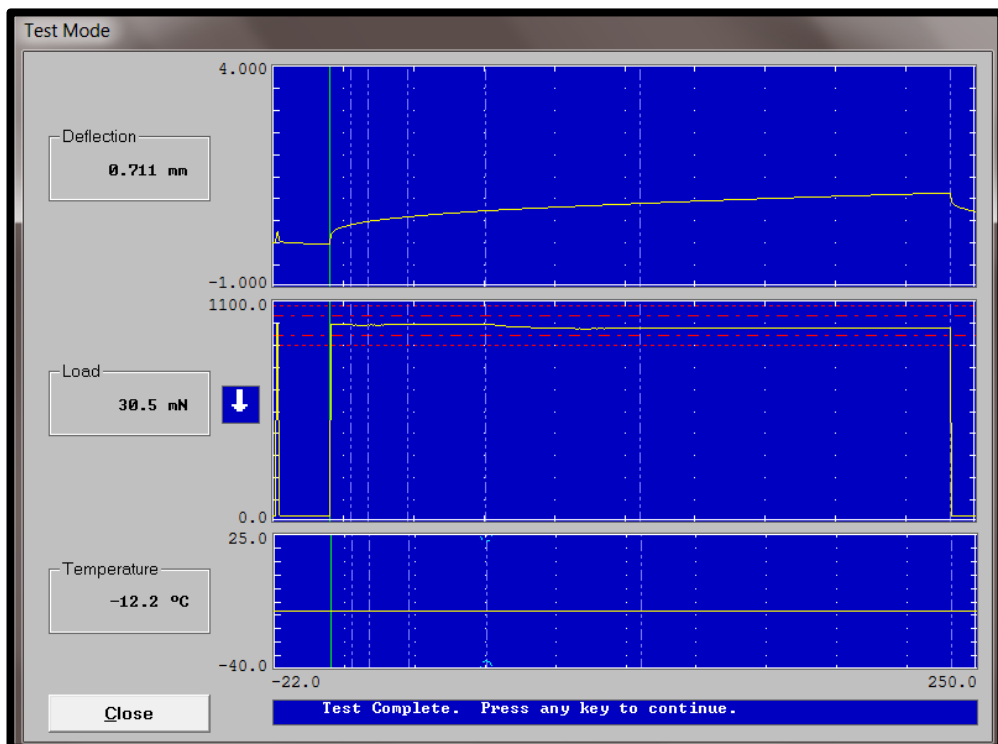 Test Mode
4.000
Deflection
0.711 mm
-1.000
1100.0
Load
30.5 mN
0.0
25.0
Temperature
-12.2 ºC
-40.0
-22.0 250.0
Close
Test Complete. Press any key to continue.